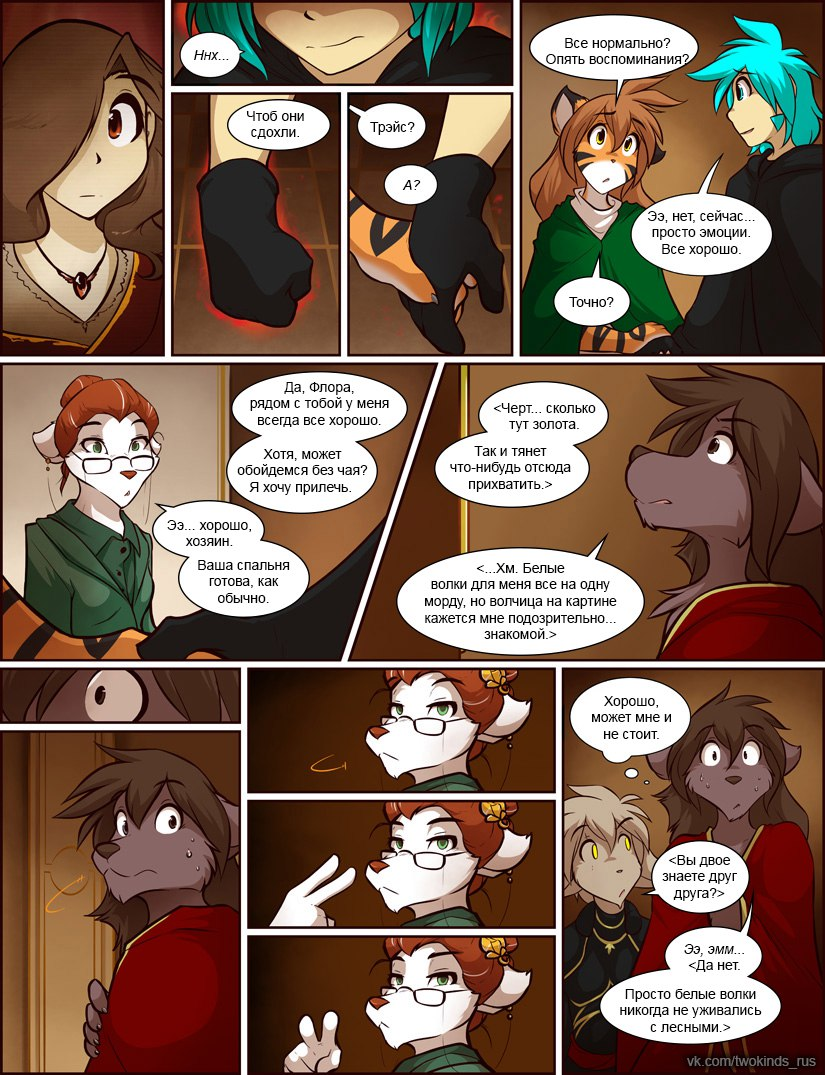 Ннх...
Чтоб они
сдохли.
Трэйс?
А?
Все нормально?
Опять воспоминания?
Ээ, нет, сейчас...
просто эмоции.
Все хорошо.
Точно?
Да, Флора,
рядом с тобой у меня
всегда все хорошо.
Хотя, может
обойдемся без чая?
Я хочу прилечь.
Ээ... хорошо,
хозяин.
Ваша спальня
готова, как
обычно.
<Черт... сколько
тут золота.
Так и тянет
что-нибудь отсюда
прихватить.>
<...Хм. Белые
волки для меня все на одну
морду, но волчица на картине
кажется мне подозрительно...
знакомой.>
Хорошо,
может мне и
не стоит.
<Вы двое
знаете друг
друга?>
Ээ, эмм...
<Да нет.
Просто белые волки
никогда не уживались
с лесными.>
vk.com/twokinds_rus